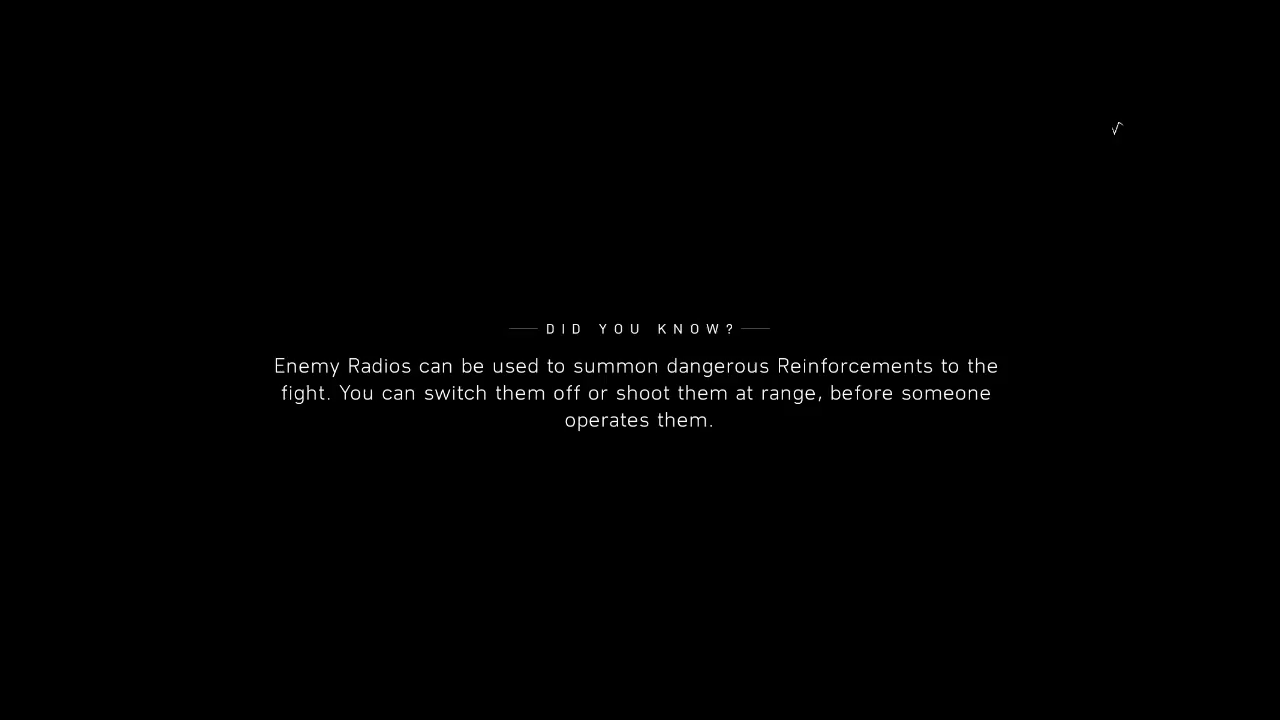 DID YOU KNOW?
Enemy Radios can be used to summon dangerous Reinforcements to the
fight. You can switch them off or shoot them at range, before someone
operates them.